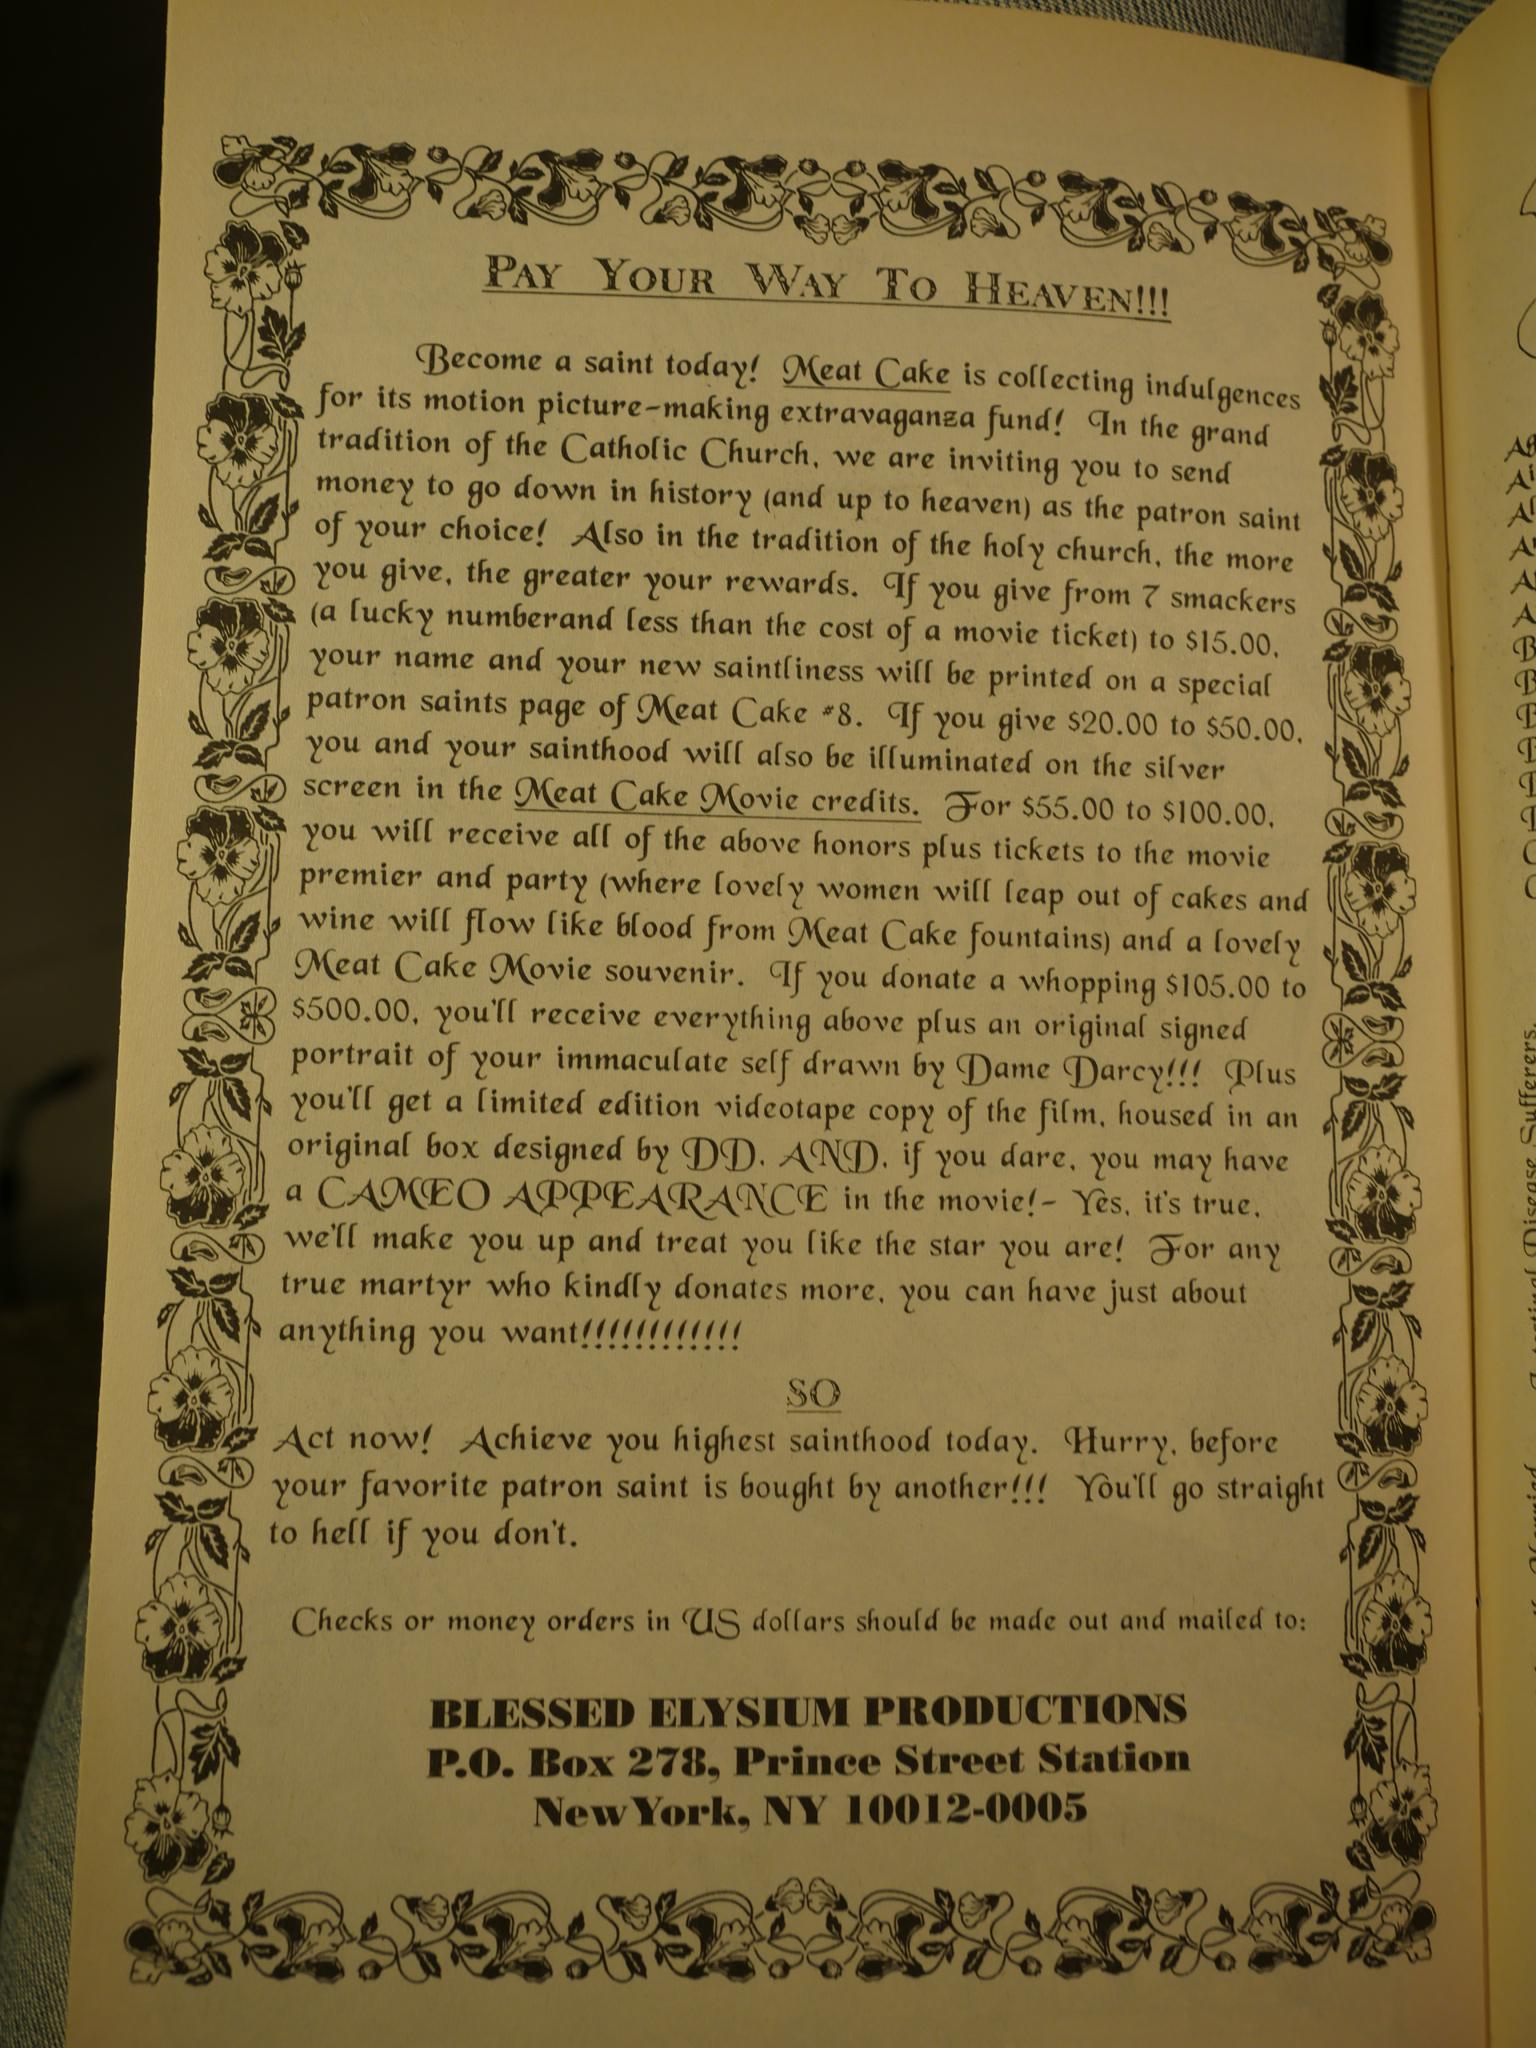 PAY YOUR WAY TO HEAVEN!!!
Become a saint today! Meat Cake is collecting indulgences
for its motion picture-making extravaganza fund! In the grand
tradition of the Catholic Church, we are inviting you to send
money to go down in history (and up to heaven) as the patron saint
of your choice! Also in the tradition of the holy church, the more
you give, the greater your rewards. If you give from 7 smackers
(a lucky numberand less than the cost of a movie ticket) to $15.00,
your name and your new saintliness will be printed on a special
patron saints page of Meat Cake #8. If you give $20.00 to $50.00,
you and your sainthood will also be illuminated on the silver
screen in the Meat Cake Movie credits. For $55.00 to $100.00,
you will receive all of the above honors plus tickets to the movie
premier and party (where lovely women will leap out of cakes and
wine will flow like blood from Meat Cake fountains) and a lovely
Meat Cake Movie souvenir. If you donate a whopping $105.00 to
$500.00, you'll receive everything above plus an original signed
portrait of your immaculate self drawn by Dame Darcy!!! Plus
you'll get a limited edition videotape copy of the film, housed in an
original box designed by DD. AND, if you dare, you may have
a CAMEO APPEARANCE in the movie!- Yes, it's true,
we'll make you up and treat you like the star you are! For any
true martyr who kindly donates more, you can have just about
anything you want!!!!!!!!!!!!
SO
Act now! Achieve you highest sainthood today. Hurry, before
your favorite patron saint is bought by another!!! You'll go straight
to hell if you don't.
Checks or money orders in US dollars should be made out and mailed to:
BLESSED ELYSIUM PRODUCTIONS
P.O. Box 278, Prince Street Station
New York, NY 10012-0005
Disease Sufferers.